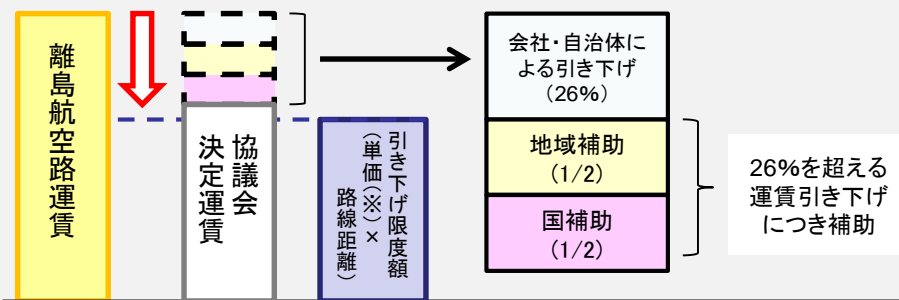 離島航空路運賃
協議会
決定運賃
引き下げ限度額
（単価（※）×
路線距離）
会社・自治体に
よる引き下げ
（26%）
地域補助
（1/2）
国補助
（1/2）
26%を超える
運賃引き下げ
につき補助